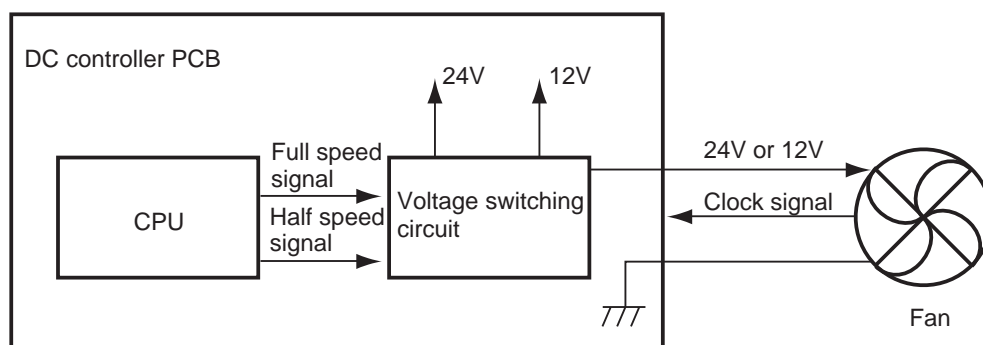 DC controller PCB
24V
12V
Full speed
signal
24V or 12V
CPU
Voltage switching
circuit
Clock signal
Half speed
signal
Fan